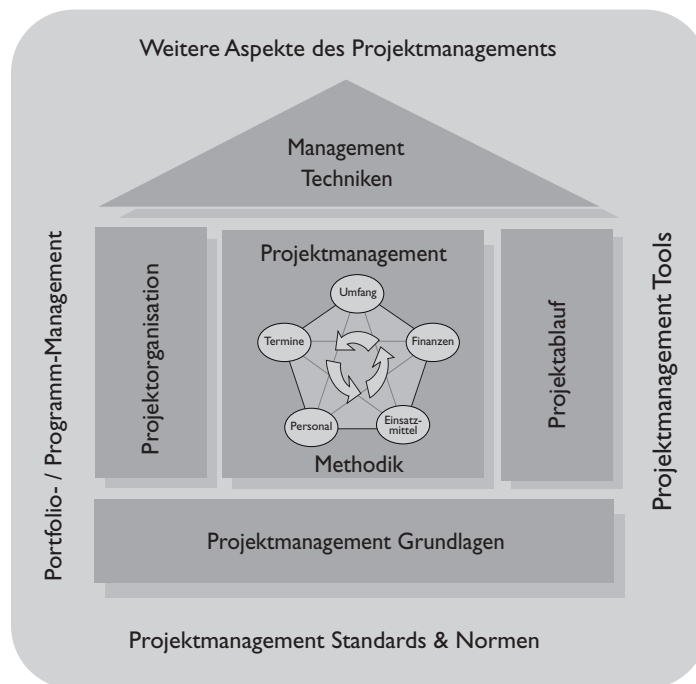 Weitere Aspekte des Projektmanagements
Management
Techniken
Portfolio- / Programm-Management
Projektorganisation
Projektmanagement
Umfang
Termine
Finanzen
Personal
Einsatz-
mittel
Methodik
Projektablauf
Projektmanagement Tools
Projektmanagement Grundlagen
Projektmanagement Standards & Normen